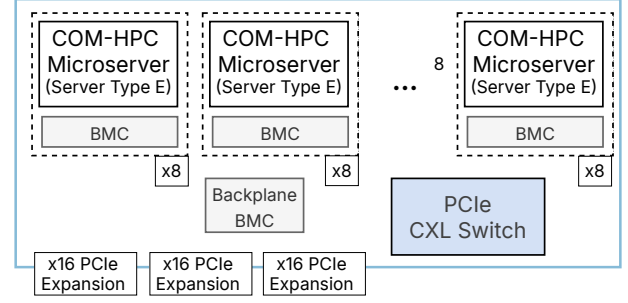 COM-HPC
Microserver
(Server Type E)
BMC
x8
COM-HPC
Microserver
(Server Type E)
BMC
x8
...
8
COM-HPC
Microserver
(Server Type E)
BMC
x8
Backplane
BMC
PCIe
CXL Switch
x16 PCIe
Expansion
x16 PCIe
Expansion
x16 PCIe
Expansion